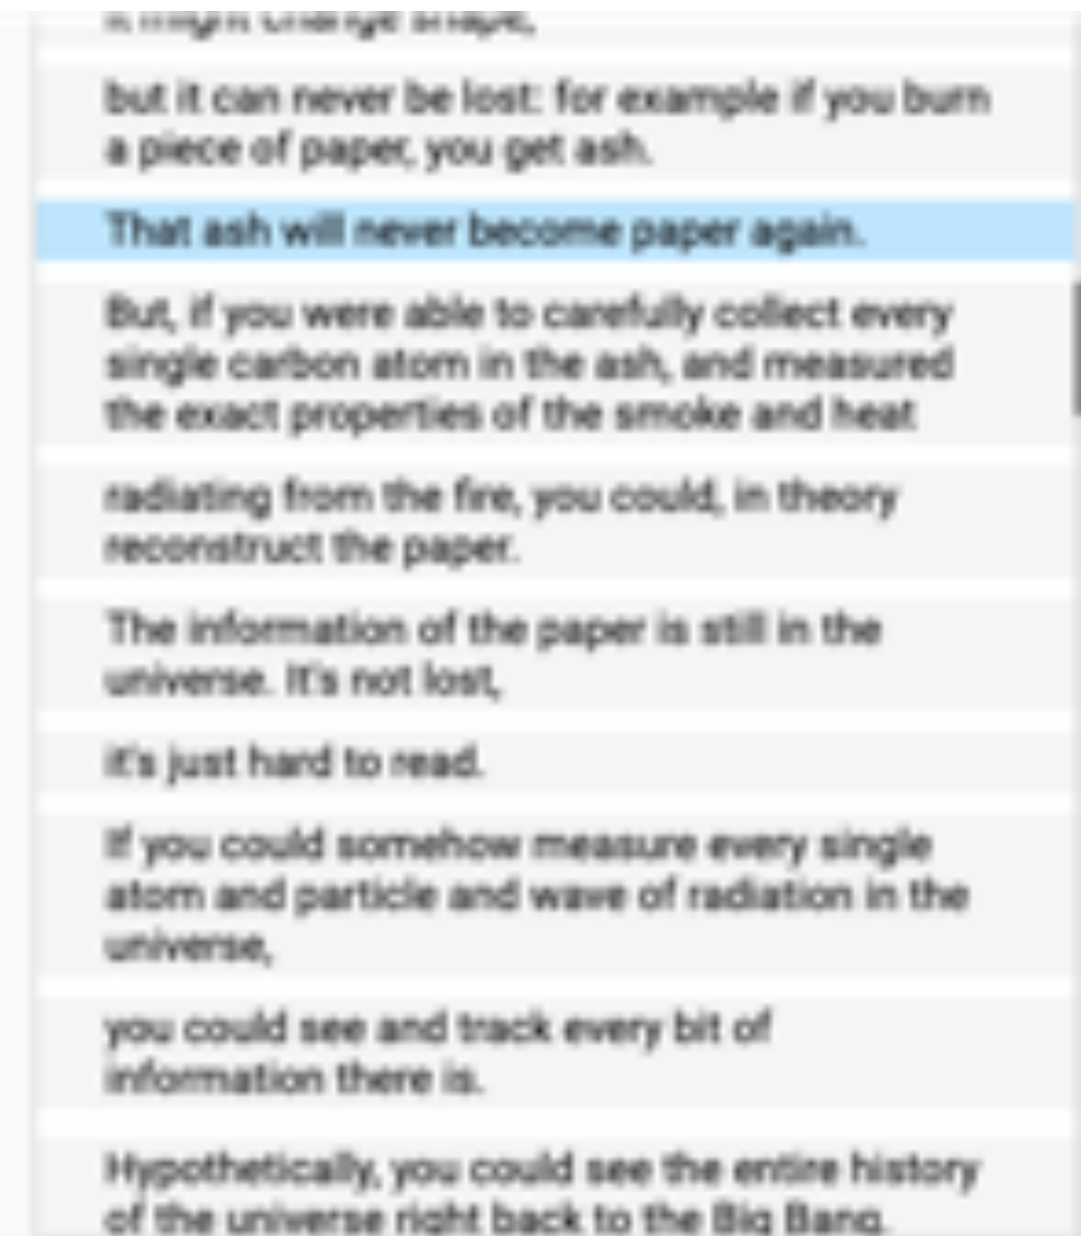 it might change shape,
but it can never be lost: for example if you burn
a piece of paper, you get ash.
That ash will never become paper again.
But, if you were able to carefully collect every
single carbon atom in the ash, and measured
the exact properties of the smoke and heat
radiating from the fire, you could, in theory
reconstruct the paper.
The information of the paper is still in the
universe. It's not lost,
it's just hard to read.
If you could somehow measure every single
atom and particle and wave of radiation in the
universe,
you could see and track every bit of
information there is.
Hypothetically, you could see the entire history
of the universe right back to the Big Bang.